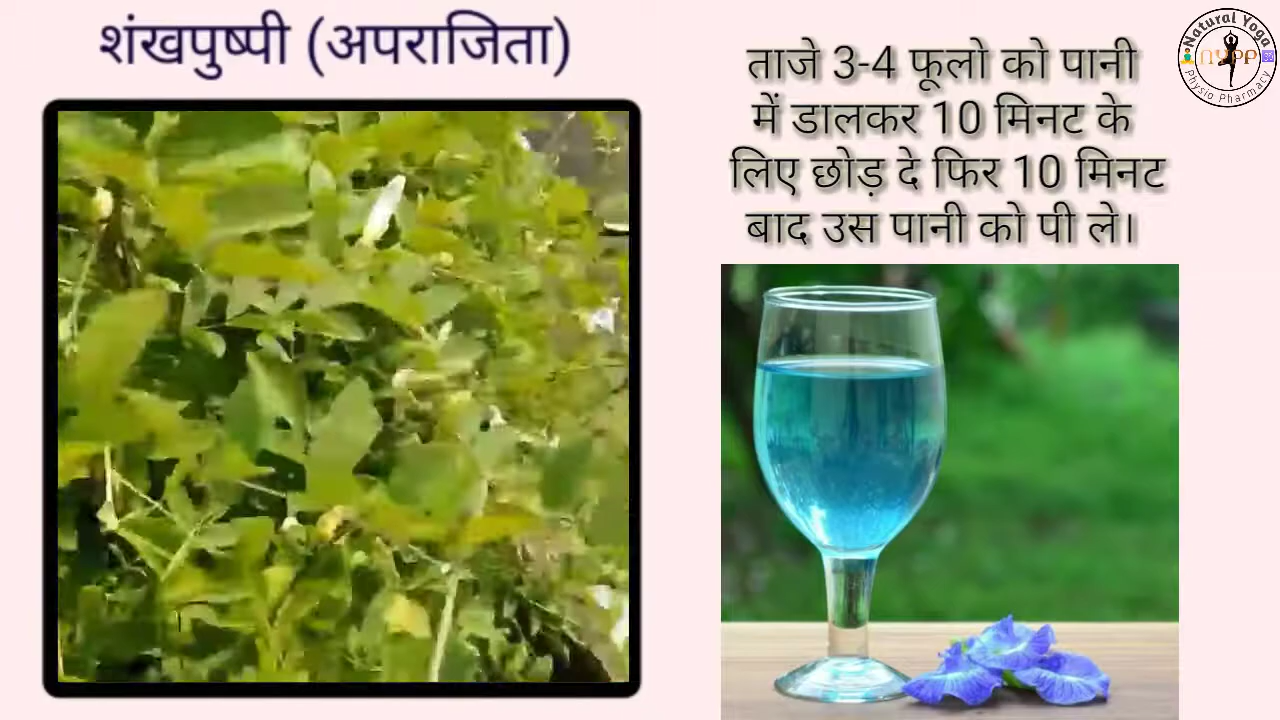 शंखपुष्पी (अपराजिता)
ताजे 3-4 फूलो को पानी
में डालकर 10 मिनट के
लिए छोड़ दे फिर 10 मिनट
बाद उस पानी को पी ले।
Natural Yoga
NYPP
Physio Pharmacy